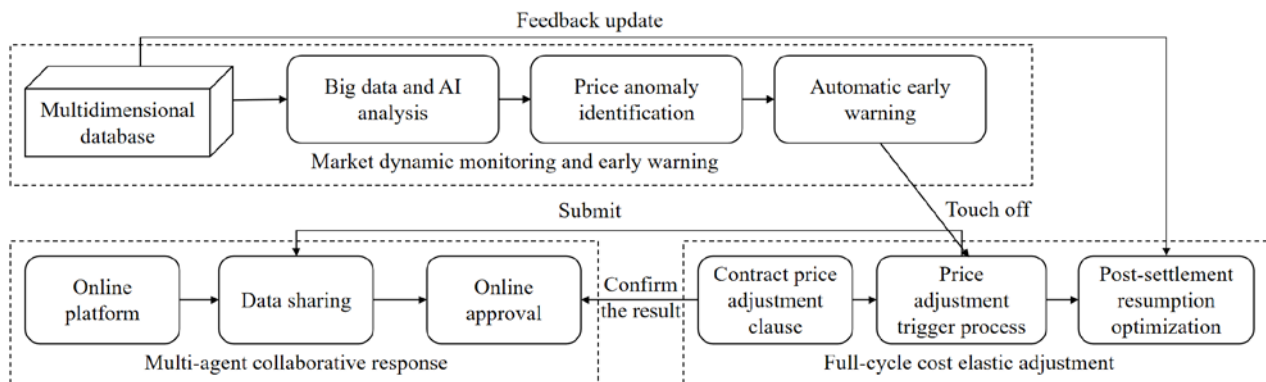 Feedback update
Multidimensional
database
Big data and AI
analysis
Price anomaly
identification
Automatic early
warning
Market dynamic monitoring and early warning
Submit
Touch off
Online
platform
Data sharing
Online
approval
Confirm
the result
Contract price
adjustment
clause
Price
adjustment
trigger process
Post-settlement
resumption
optimization
Multi-agent collaborative response
Full-cycle cost elastic adjustment